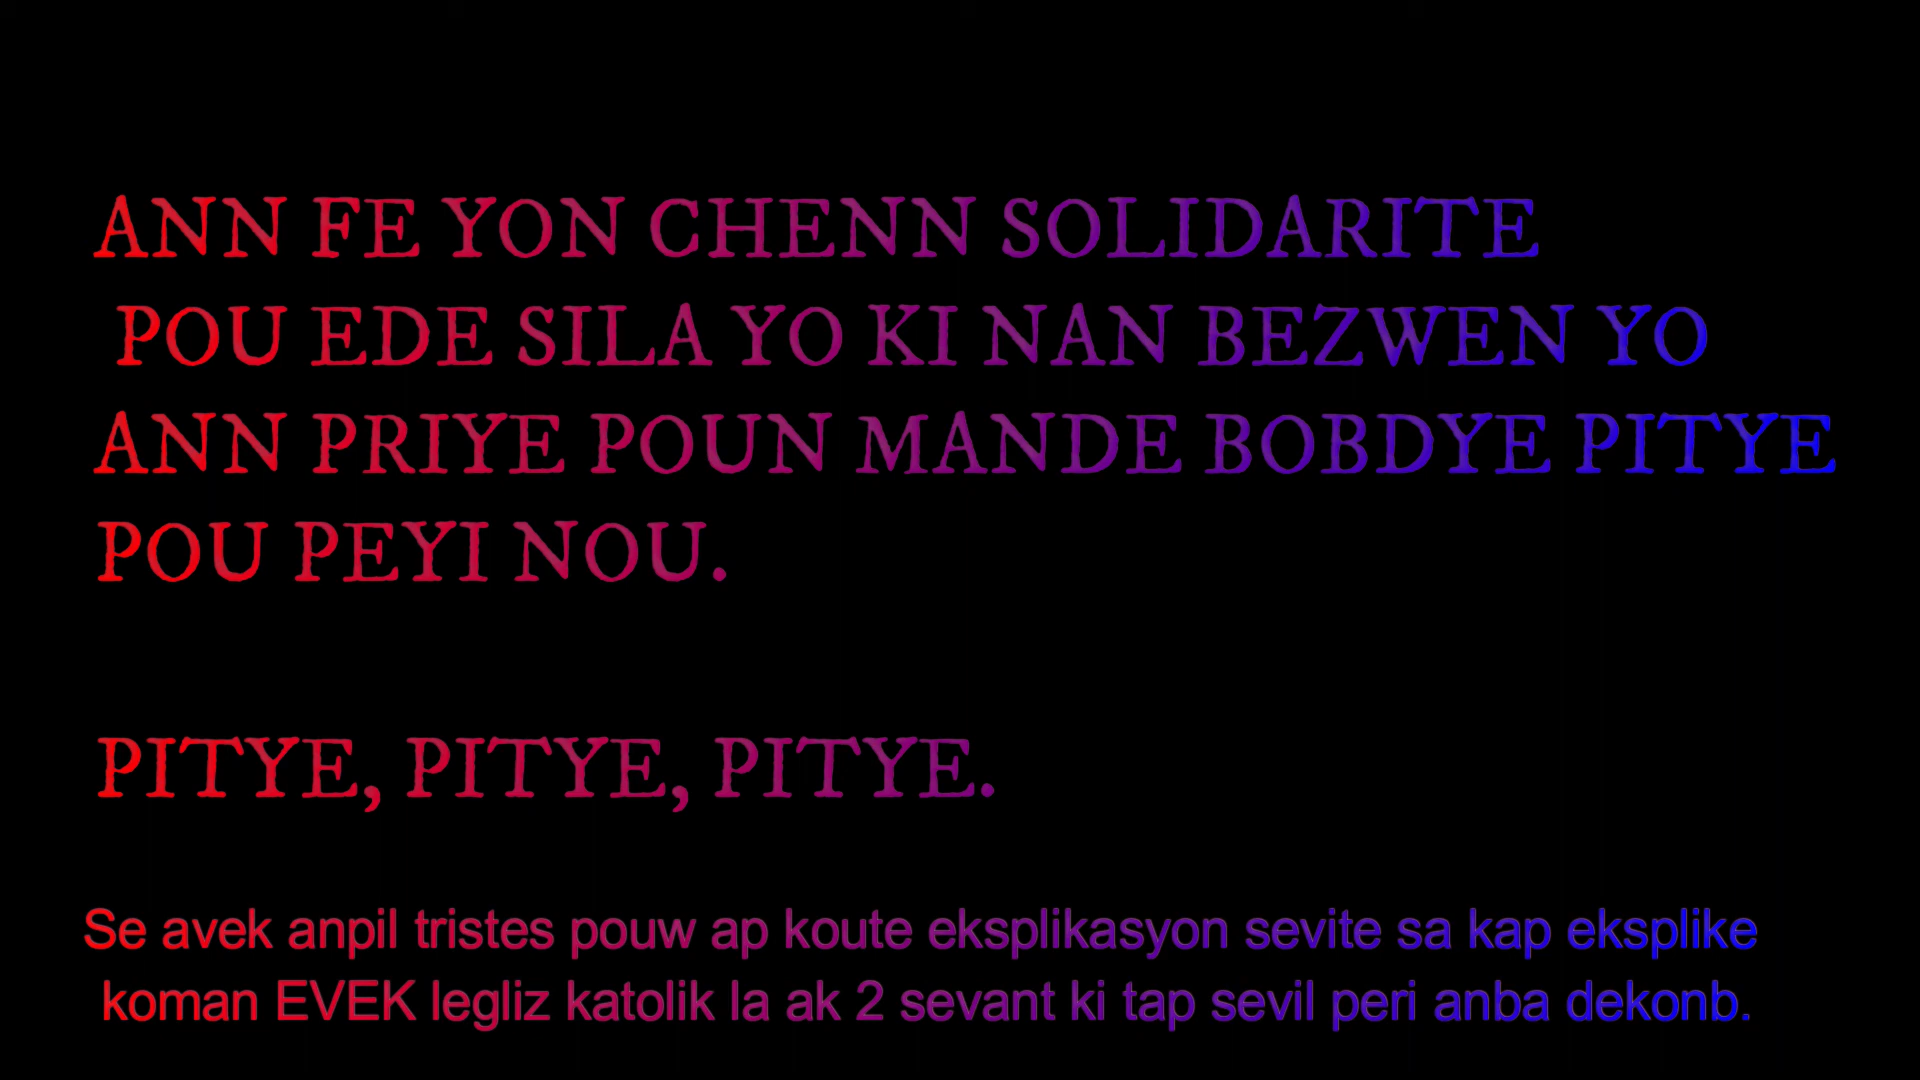 ANN FE YON CHENN SOLIDARITE
POU EDE SILA YO KI NAN BEZWEN YO
ANN PRIYE POUN MANDE BOBDYE PITYE
POU PEYI NOU.
PITYE, PITYE, PITYE.
Se avek anpil tristes pouw ap koute eksplikasyon sevite sa kap eksplike
koman EVEK legliz katolik la ak 2 sevant ki tap sevil peri anba dekonb.